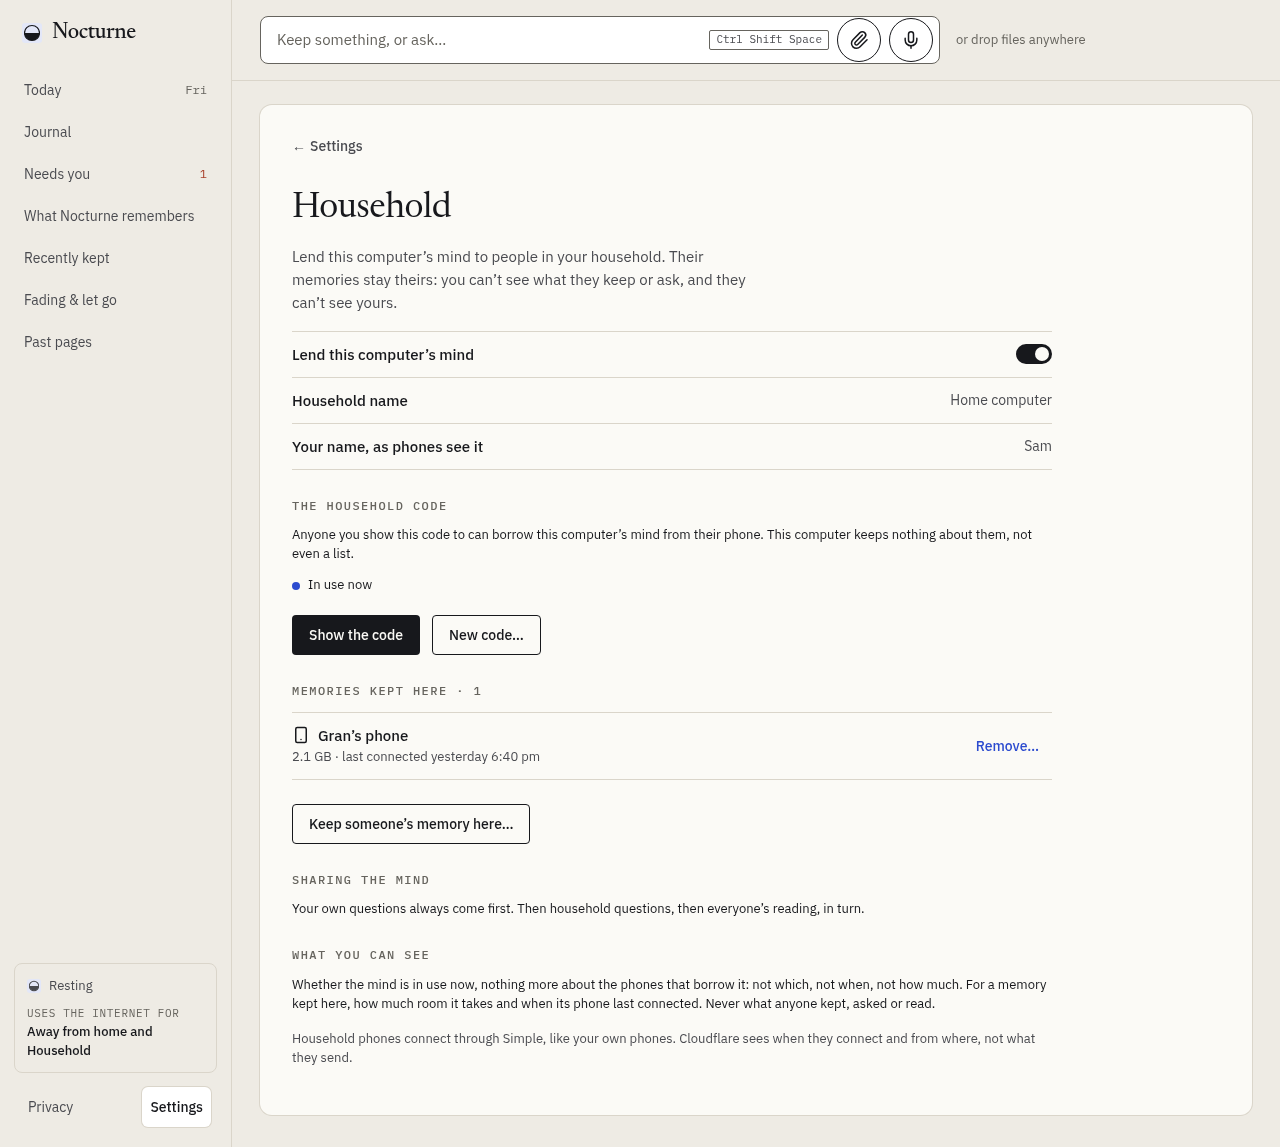 Nocturne
Keep something, or ask…
Ctrl Shift Space
or drop files anywhere
Today
Fri
Journal
Needs you
1
What Nocturne remembers
Recently kept
Fading & let go
Past pages
← Settings
Household
Lend this computer’s mind to people in your household. Their
memories stay theirs: you can’t see what they keep or ask, and they
can’t see yours.
Lend this computer’s mind
Household name
Home computer
Your name, as phones see it
Sam
THE HOUSEHOLD CODE
Anyone you show this code to can borrow this computer’s mind from their phone. This computer keeps nothing about them, not
even a list.
In use now
Show the code
New code…
MEMORIES KEPT HERE · 1
Gran’s phone
2.1 GB · last connected yesterday 6:40 pm
Remove…
Keep someone’s memory here…
SHARING THE MIND
Your own questions always come first. Then household questions, then everyone’s reading, in turn.
WHAT YOU CAN SEE
Whether the mind is in use now, nothing more about the phones that borrow it: not which, not when, not how much. For a memory
kept here, how much room it takes and when its phone last connected. Never what anyone kept, asked or read.
Household phones connect through Simple, like your own phones. Cloudflare sees when they connect and from where, not what
they send.
Resting
USES THE INTERNET FOR
Away from home and
Household
Privacy
Settings